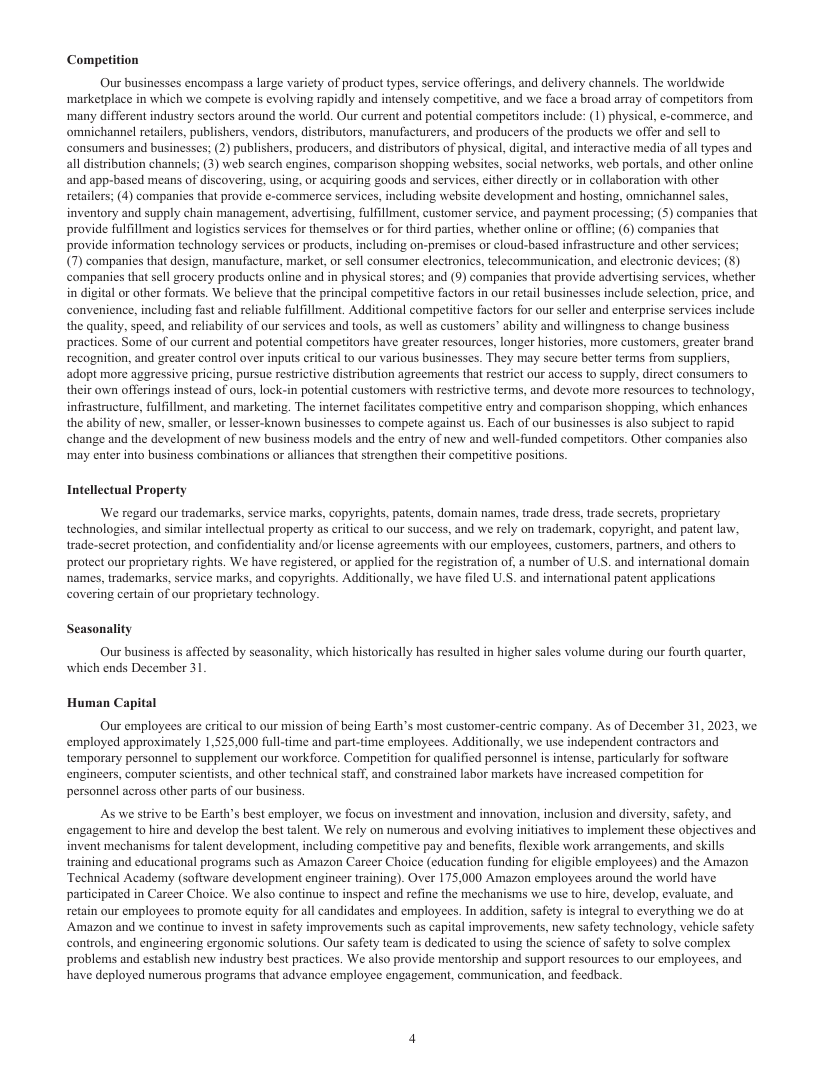 Competition
Our businesses encompass a large variety of product types, service offerings, and delivery channels. The worldwide
marketplace in which we compete is evolving rapidly and intensely competitive, and we face a broad array of competitors from
many different industry sectors around the world. Our current and potential competitors include: (1) physical, e-commerce, and
omnichannel retailers, publishers, vendors, distributors, manufacturers, and producers of the products we offer and sell to
consumers and businesses; (2) publishers, producers, and distributors of physical, digital, and interactive media of all types and
all distribution channels; (3) web search engines, comparison shopping websites, social networks, web portals, and other online
and app-based means of discovering, using, or acquiring goods and services, either directly or in collaboration with other
retailers; (4) companies that provide e-commerce services, including website development and hosting, omnichannel sales,
inventory and supply chain management, advertising, fulfillment, customer service, and payment processing; (5) companies that
provide fulfillment and logistics services for themselves or for third parties, whether online or offline; (6) companies that
provide information technology services or products, including on-premises or cloud-based infrastructure and other services;
(7) companies that design, manufacture, market, or sell consumer electronics, telecommunication, and electronic devices; (8)
companies that sell grocery products online and in physical stores; and (9) companies that provide advertising services, whether
in digital or other formats. We believe that the principal competitive factors in our retail businesses include selection, price, and
convenience, including fast and reliable fulfillment. Additional competitive factors for our seller and enterprise services include
the quality, speed, and reliability of our services and tools, as well as customers’ ability and willingness to change business
practices. Some of our current and potential competitors have greater resources, longer histories, more customers, greater brand
recognition, and greater control over inputs critical to our various businesses. They may secure better terms from suppliers,
adopt more aggressive pricing, pursue restrictive distribution agreements that restrict our access to supply, direct consumers to
their own offerings instead of ours, lock-in potential customers with restrictive terms, and devote more resources to technology,
infrastructure, fulfillment, and marketing. The internet facilitates competitive entry and comparison shopping, which enhances
the ability of new, smaller, or lesser-known businesses to compete against us. Each of our businesses is also subject to rapid
change and the development of new business models and the entry of new and well-funded competitors. Other companies also
may enter into business combinations or alliances that strengthen their competitive positions.
Intellectual Property
We regard our trademarks, service marks, copyrights, patents, domain names, trade dress, trade secrets, proprietary
technologies, and similar intellectual property as critical to our success, and we rely on trademark, copyright, and patent law,
trade-secret protection, and confidentiality and/or license agreements with our employees, customers, partners, and others to
protect our proprietary rights. We have registered, or applied for the registration of, a number of U.S. and international domain
names, trademarks, service marks, and copyrights. Additionally, we have filed U.S. and international patent applications
covering certain of our proprietary technology.
Seasonality
Our business is affected by seasonality, which historically has resulted in higher sales volume during our fourth quarter,
which ends December 31.
Human Capital
Our employees are critical to our mission of being Earth’s most customer-centric company. As of December 31, 2023, we
employed approximately 1,525,000 full-time and part-time employees. Additionally, we use independent contractors and
temporary personnel to supplement our workforce. Competition for qualified personnel is intense, particularly for software
engineers, computer scientists, and other technical staff, and constrained labor markets have increased competition for
personnel across other parts of our business.
As we strive to be Earth’s best employer, we focus on investment and innovation, inclusion and diversity, safety, and
engagement to hire and develop the best talent. We rely on numerous and evolving initiatives to implement these objectives and
invent mechanisms for talent development, including competitive pay and benefits, flexible work arrangements, and skills
training and educational programs such as Amazon Career Choice (education funding for eligible employees) and the Amazon
Technical Academy (software development engineer training). Over 175,000 Amazon employees around the world have
participated in Career Choice. We also continue to inspect and refine the mechanisms we use to hire, develop, evaluate, and
retain our employees to promote equity for all candidates and employees. In addition, safety is integral to everything we do at
Amazon and we continue to invest in safety improvements such as capital improvements, new safety technology, vehicle safety
controls, and engineering ergonomic solutions. Our safety team is dedicated to using the science of safety to solve complex
problems and establish new industry best practices. We also provide mentorship and support resources to our employees, and
have deployed numerous programs that advance employee engagement, communication, and feedback.
4